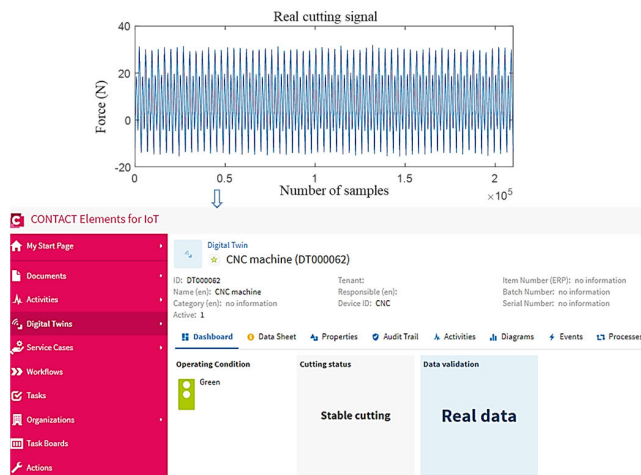 Real cutting signal
60
40
20
0
-20
Force (N)
0
0.5
1
1.5
2
×10⁵
Number of samples
CONTACT Elements for IoT
My Start Page
Documents
Activities
Digital Twins
Service Cases
Workflows
Tasks
Organizations
Task Boards
Actions
Digital Twin
CNC machine (DT000062)
ID: DT000062
Name (en): CNC machine
Category (en): no information
Active: 1
Tenant:
Responsible (en):
Device ID: CNC
Item Number (ERP): no information
Batch Number: no information
Serial Number: no information
Dashboard Data Sheet Properties Audit Trail Activities Diagrams Events Processes
Operating Condition
Green
Cutting status
Stable cutting
Data validation
Real data